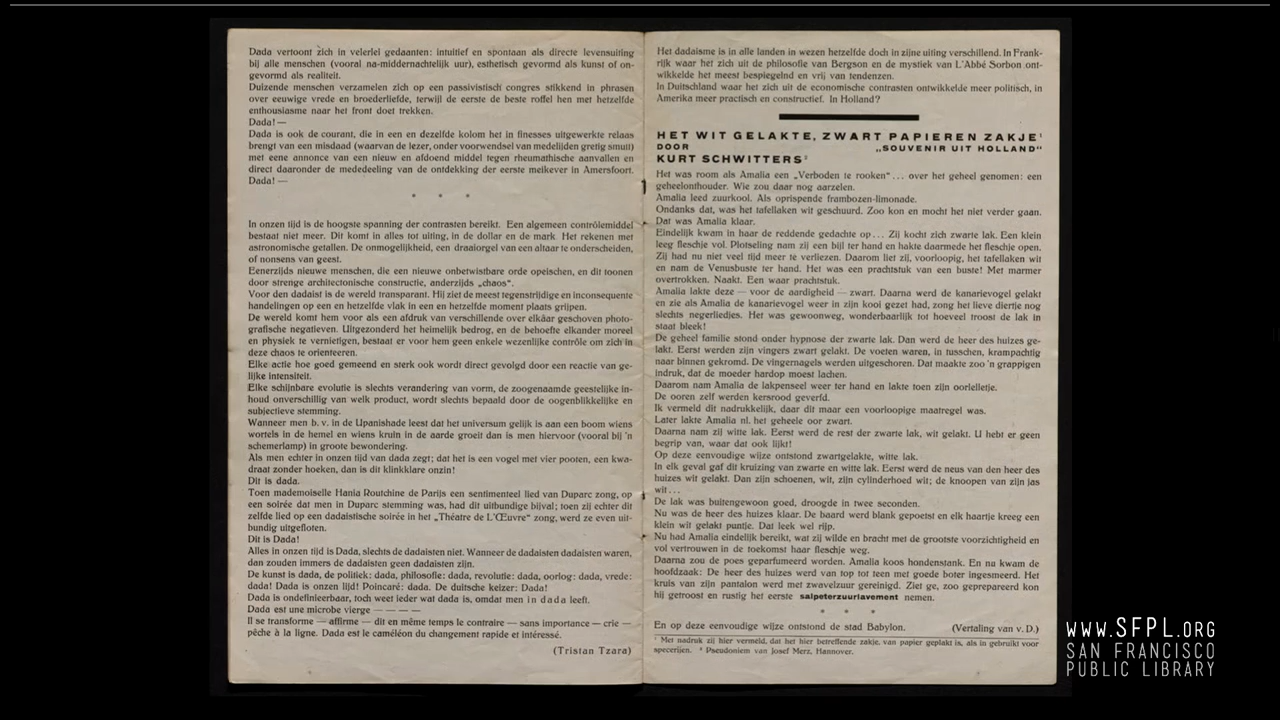 Dada vertoont zich in velerlei gedaanten: intuitief en spontaan als directe levensuiting
bij alle menschen (vooral na-middernachtelijk uur), esthetisch gevormd als kunst of on-
gevormd als realiteit.
Duizende menschen verzamelen zich op een passivistisch congres stikkend in phrasen
over eeuwige vrede en broederliefde, terwijl de eerste de beste roffel hen met hetzelfde
enthousiasme naar het front doet trekken.
Dada! —
Dada is ook de courant, die in een en dezelfde kolom het in finesses uitgewerkte relaas
brengt van een misdaad (waarvan de lezer, onder voorwendsel van medelijden gretig smult)
met eene annonce van een nieuw en afdoend middel tegen rheumathische aanvallen en
direct daaronder de mededeeling van de ontdekking der eerste meikever in Amersfoort.
Dada! —
* * *
In onzen tijd is de hoogste spanning der contrasten bereikt. Een algemeen contrôlemiddel
bestaat niet meer. Dit komt in alles tot uiting, in de dollar en de mark. Het rekenen met
astronomische getallen. De onmogelijkheid, een draaiorgel van een altaar te onderscheiden,
of nonsens van geest.
Eenerzijds nieuwe menschen, die een nieuwe onbetwistbare orde opeischen, en dit toonen
door strenge architectonische constructie, anderzijds „chaos".
Voor den dadaist is de wereld transparant. Hij ziet de meest tegenstrijdige en inconsequente
handelingen op een en hetzelfde vlak in een en hetzelfde moment plaats grijpen.
De wereld komt hem voor als een afdruk van verschillende over elkâar geschoven photo-
grafische negatieven. Uitgezonderd het heimelijk bedrog, en de behoefte elkander moreel
en physiek te vernietigen, bestaat er voor hem geen enkele wezenlijke contrôle om zich in
deze chaos te orienteeren.
Elke actie hoe goed gemeend en sterk ook wordt direct gevolgd door een reactie van ge-
lijke intensiteit.
Elke schijnbare evolutie is slechts verandering van vorm, de zoogenaamde geestelijke in-
houd onverschillig van welk product, wordt slechts bepaald door de oogenblikkelijke en
subjectieve stemming.
Wanneer men b. v. in de Upanishade leest dat het universum gelijk is aan een boom wiens
wortels in de hemel en wiens kruin in de aarde groeit dan is men hiervoor (vooral bij 'n
schemerlamp) in groote bewondering.
Als men echter in onzen tijd van dada zegt; dat het is een vogel met vier pooten, een kwa-
draat zonder hoeken, dan is dit klinkklare onzin!
Dit is dada.
Toen mademoiselle Hania Routchine de Parijs een sentimenteel lied van Duparc zong, op
een soirée dat men in Duparc stemming was, had dit uitbundige bijval; toen zij echter dit
zelfde lied op een dadaistische soirée in het „Théatre de L'Œuvre" zong, werd ze even uit-
bundig uitgefloten.
Dit is Dada!
Alles in onzen tijd is Dada, slechts de dadaisten niet. Wanneer de dadaisten dadaisten waren,
dan zouden immers de dadaisten geen dadaisten zijn.
De kunst is dada, de politiek: dada, philosofie: dada, revolutie: dada, oorlog: dada, vrede:
dada! Dada is onzen lijd! Poincaré: dada. De duitsche keizer: Dada!
Dada is ondefinieerbaar, toch weet ieder wat dada is, omdat men in dada leeft.
Dada est une microbe vierge — — — —
Il se transforme — affirme — dit en même temps le contraire — sans importance — crie —
pêche à la ligne. Dada est le caméléon du changement rapide et intéressé.
(Tristan Tzara)
Het dadaisme is in alle landen in wezen hetzelfde doch in zijne uiting verschillend. In Frank-
rijk waar het zich uit de philosofie van Bergson en de mystiek van L'Abbé Sorbon ont-
wikkelde het meest bespiegelnd en vrij van tendenzen.
In Duitschland waar het zich uit de economische contrasten ontwikkelde meer politisch, in
Amerika meer practisch en constructief. In Holland?
HET WIT GELAKTE, ZWART PAPIEREN ZAKJE¹
DOOR „SOUVENIR UIT HOLLAND"
KURT SCHWITTERS²
Het was room als Amalia een „Verboden te rooken" ... over het geheel genomen: een
geheelonthouder. Wie zou daar nog aarzelen.
Amalia leed zuurkool. Als oprispende frambozen-limonade.
Ondanks dat, was het tafellaken wit geschuurd. Zoo kon en mocht het niet verder gaan.
Dat was Amalia klaar.
Eindelijk kwam in haar de reddende gedachte op ... Zij kocht zich zwarte lak. Een klein
leeg fleschje vol. Plotseling nam zij een bijl ter hand en hakte daarmede het fleschje open.
Zij had nu niet veel tijd meer te verliezen. Daarom liet zij, voorloopig, het tafellaken wit
en nam de Venusbuste ter hand. Het was een prachtstuk van een buste! Met marmer
overtrokken. Naakt. Een waar prachtstuk.
Amalia lakte deze — voor de aardigheid — zwart. Daarna werd de kanarievogel gelakt
en zie als Amalia de kanarievogel weer in zijn kooi gezet had, zong het lieve diertje nog
slechts negerliedjes. Het was gewoonweg, wonderbaarlijk tot hoeveel troost de lak in
staat bleek!
De geheel familie stond onder hypnose der zwarte lak. Dan werd de heer des huizes ge-
lakt. Eerst werden zijn vingers zwart gelakt. De voeten waren, in tusschen, krampachtig
naar binnen gekromd. De vingernagels werden uitgeschoren. Dat maakte zoo 'n grappigen
indruk, dat de moeder hardop moest lachen.
Daarom nam Amalia de lakpenseel weer ter hand en lakte toen zijn oorlelletje.
De ooren zelf werden kersrood geverfd.
Ik vermeld dit nadrukkelijk, daar dit maar een voorloopige maatregel was.
Later lakte Amalia nl. het geheele oor zwart.
Daarna nam zij witte lak. Eerst werd de rest der zwarte lak, wit gelakt. U hebt er geen
begrip van, waar dat ook lijkt!
Op deze eenvoudige wijze ontstond zwartgelakte, witte lak.
In elk geval gaf dit kruizing van zwarte en witte lak. Eerst werd de neus van den heer des
huizes wit gelakt. Dan zijn schoenen, wit, zijn cylinderhoed wit; de knoopen van zijn jas
wit ...
De lak was buitengewoon goed, droogde in twee seconden.
Nu was de heer des huizes klaar. De baard werd blank gepoetst en elk haartje kreeg een
klein wit gelakt puntje. Dat leek wel rijp.
Nu had Amalia eindelijk bereikt, wat zij wilde en bracht met de grootste voorzichtigheid en
vol vertrouwen in de toekomst haar fleschje weg.
Daarna zou de poes geparfumeerd worden. Amalia koos hondenstank. En nu kwam de
hoofdzaak: De heer des huizes werd van top tot teen met goede boter ingesmeerd. Het
kruis van zijn pantalon werd met zwavelzuur gereinigd. Ziet ge, zoo geprepareerd kon
hij getroost en rustig het eerste salpeterzuurlavement nemen.
* * *
En op deze eenvoudige wijze ontstond de stad Babylon. (Vertaling van v. D.)
¹ Met nadruk zij hier vermeld, dat het hier betreffende zakje, van papier geplakt is, als in gebruikt voor
specerijen. ² Pseudoniem van Josef Merz, Hannover.
WWW.SFPL.ORG
SAN FRANCISCO
PUBLIC LIBRARY